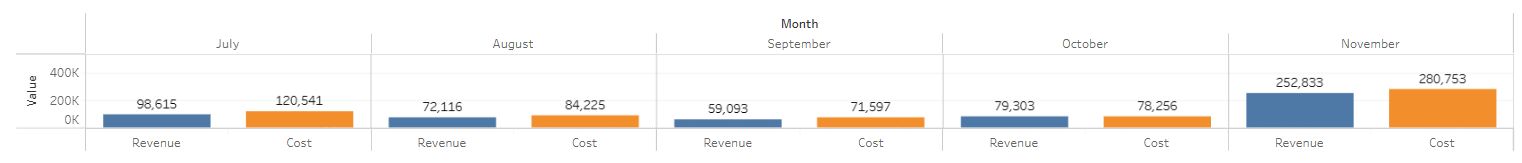 Month
July August September October November
Value
400K
200K
0K
98,615 120,541 72,116 84,225 59,093 71,597 79,303 78,256 252,833 280,753
Revenue Cost Revenue Cost Revenue Cost Revenue Cost Revenue Cost